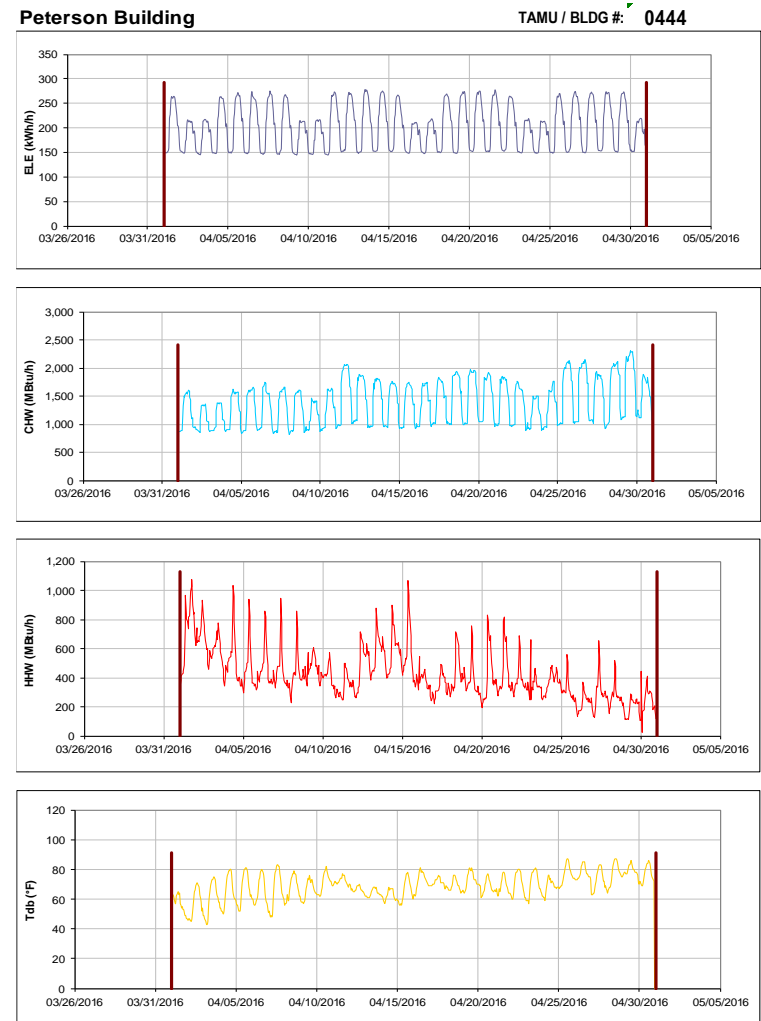 Peterson Building
TAMU / BLDG #: 0444
ELE (kWh/h)
350
300
250
200
150
100
50
0
03/26/2016 03/31/2016 04/05/2016 04/10/2016 04/15/2016 04/20/2016 04/25/2016 04/30/2016 05/05/2016
CHW (MBtu/h)
3,000
2,500
2,000
1,500
1,000
500
0
03/26/2016 03/31/2016 04/05/2016 04/10/2016 04/15/2016 04/20/2016 04/25/2016 04/30/2016 05/05/2016
HHW (MBtu/h)
1,200
1,000
800
600
400
200
0
03/26/2016 03/31/2016 04/05/2016 04/10/2016 04/15/2016 04/20/2016 04/25/2016 04/30/2016 05/05/2016
Tdb (°F)
120
100
80
60
40
20
0
03/26/2016 03/31/2016 04/05/2016 04/10/2016 04/15/2016 04/20/2016 04/25/2016 04/30/2016 05/05/2016